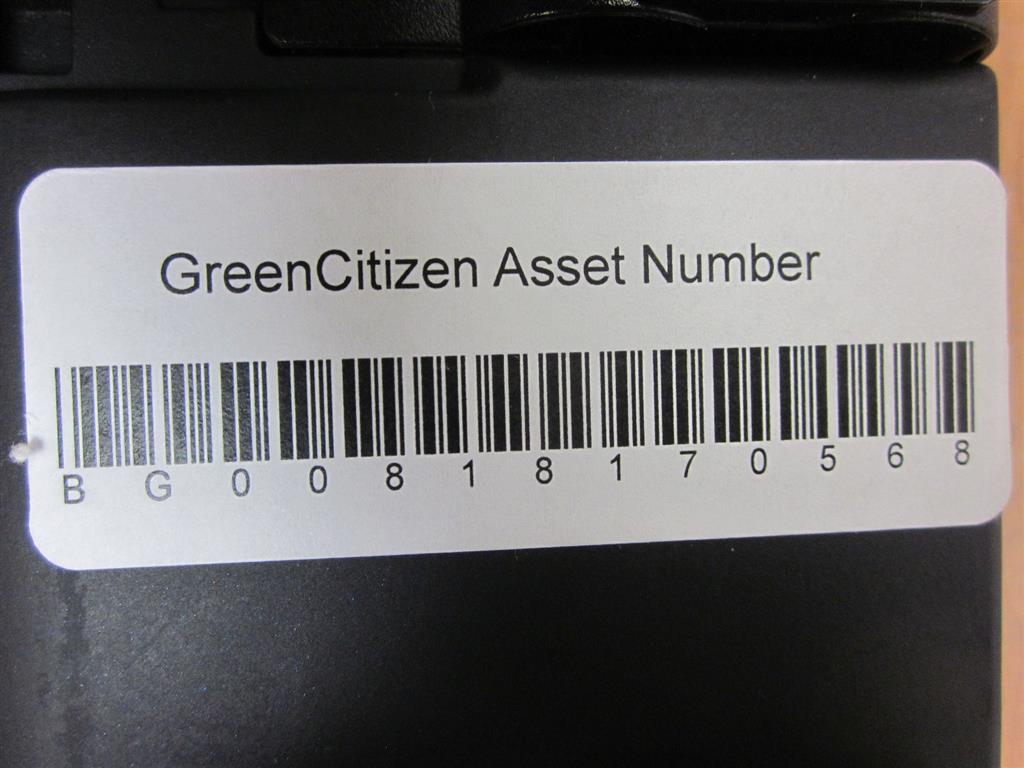 GreenCitizen Asset Number
B G 0 0 8 1 8 1 7 0 5 6 8